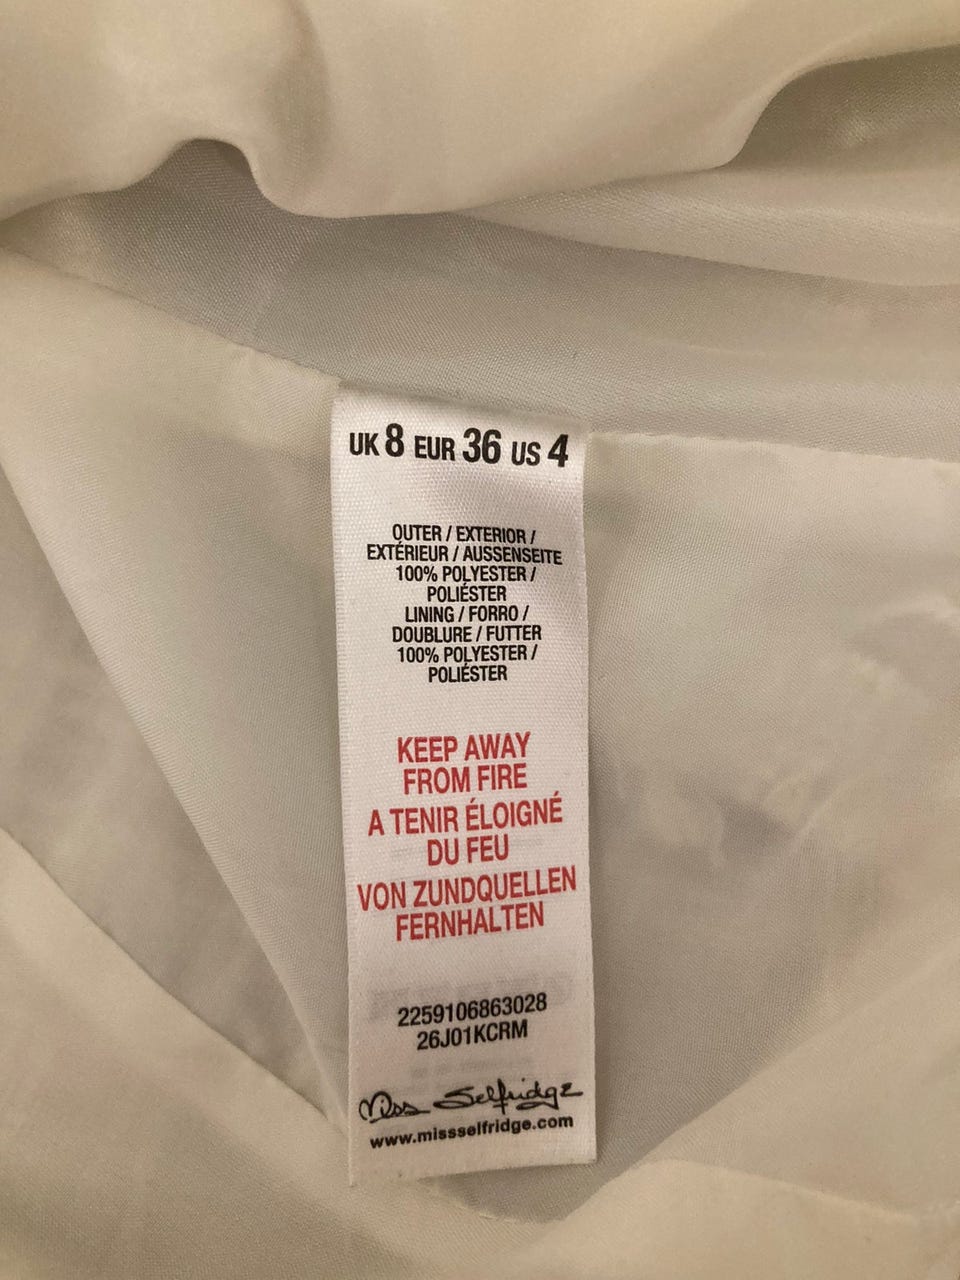 UK 8 EUR 36 US 4
OUTER / EXTERIOR /
EXTÉRIEUR / AUSSENSEITE
100% POLYESTER /
POLIÉSTER
LINING / FORRO /
DOUBLURE / FUTTER
100% POLYESTER /
POLIÉSTER
KEEP AWAY
FROM FIRE
A TENIR ÉLOIGNÉ
DU FEU
VON ZUNDQUELLEN
FERNHALTEN
2259106863028
26J01KCRM
Miss Selfridge
www.missselfridge.com